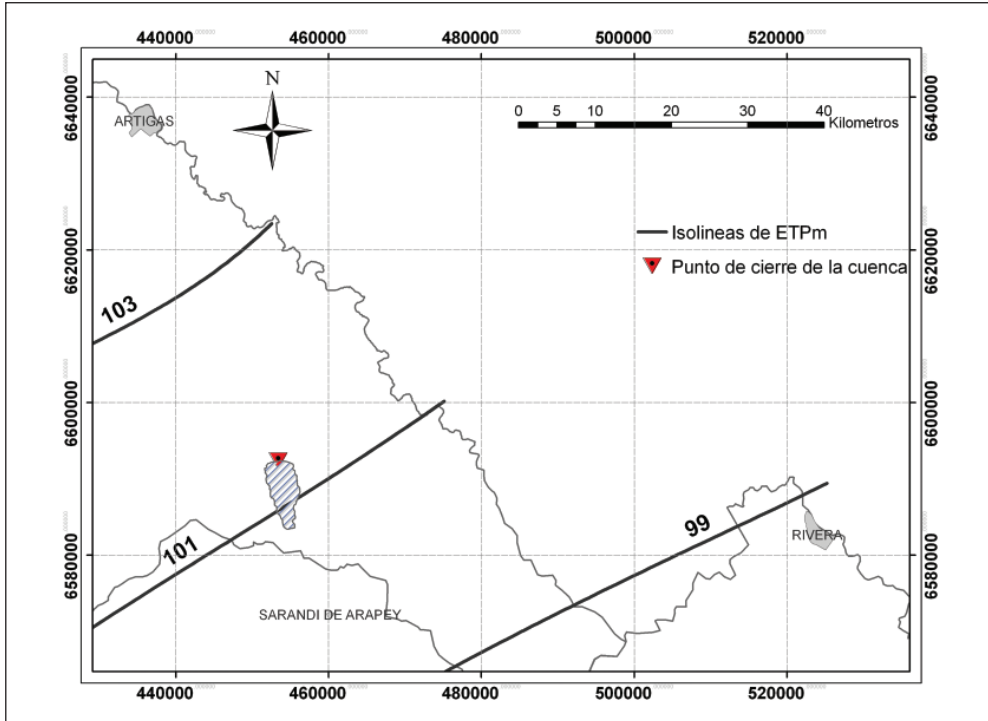 440000 460000 480000 500000 520000
6640000 6640000
ARTIGAS
N
0 5 10 20 30 40
Kilometros
6620000 6620000
Isolineas de ETPm
Punto de cierre de la cuenca
103
6600000 6600000
101
99
RIVERA
6580000 6580000
SARANDI DE ARAPEY
440000 460000 480000 500000 520000